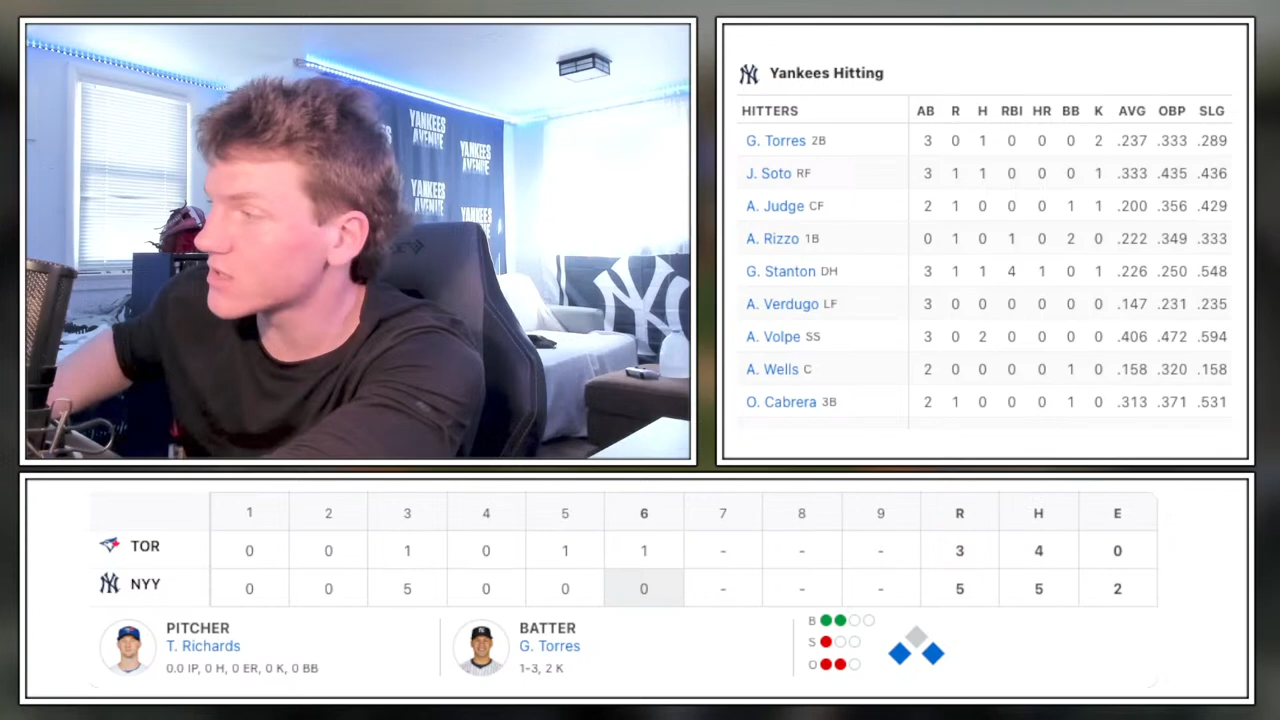 YANKEES
AVENUE
YANKEES
AVENUE
YANKEES
AVENUE
YANKEES
NY
Yankees Hitting
HITTERS AB H RBI HR BB K AVG OBP SLG
G. Torres 2B 3 0 1 0 0 0 2 .237 .333 .289
J. Soto RF 3 1 1 0 0 0 1 .333 .435 .436
A. Judge CF 2 1 0 0 0 1 1 .200 .356 .429
A. Rizzo 1B 0 1 0 1 0 2 0 .222 .349 .333
G. Stanton DH 3 1 1 4 1 0 1 .226 .250 .548
A. Verdugo LF 3 0 0 0 0 0 0 .147 .231 .235
A. Volpe SS 3 0 2 0 0 0 0 .406 .472 .594
A. Wells C 2 0 0 0 0 1 0 .158 .320 .158
O. Cabrera 3B 2 1 0 0 0 1 0 .313 .371 .531
1 2 3 4 5 6 7 8 9 R H E
TOR 0 0 1 0 1 1 - - - 3 4 0
NYY 0 0 5 0 0 0 - - - 5 5 2
PITCHER
T. Richards
0.0 IP, 0 H, 0 ER, 0 K, 0 BB
BATTER
G. Torres
1-3, 2 K
B
S
O